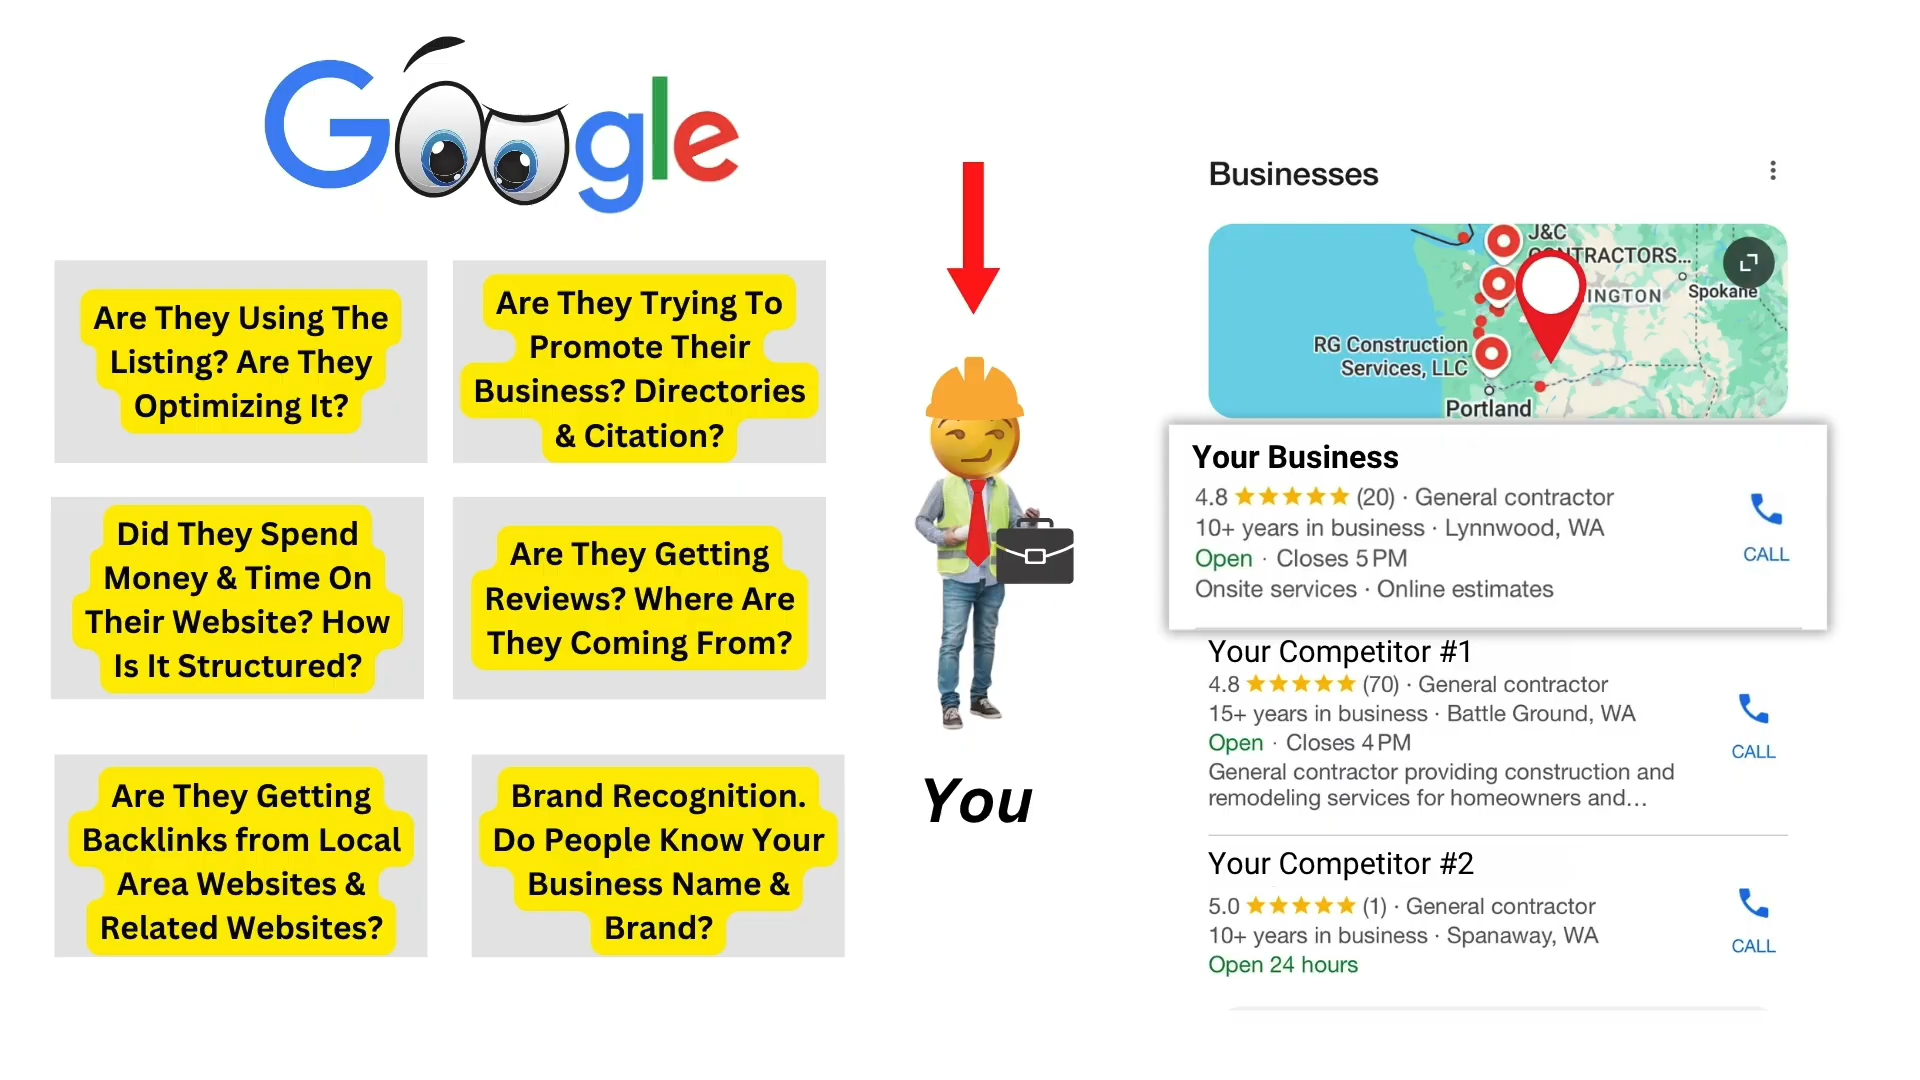 Google
Are They Using The
Listing? Are They
Optimizing It?
Are They Trying To
Promote Their
Business? Directories
& Citation?
Did They Spend
Money & Time On
Their Website? How
Is It Structured?
Are They Getting
Reviews? Where Are
They Coming From?
Are They Getting
Backlinks from Local
Area Websites &
Related Websites?
Brand Recognition.
Do People Know Your
Business Name &
Brand?
You
Businesses
J&C
CONTRACTORS...
INGTON
Spokane
RG Construction
Services, LLC
Portland
Your Business
4.8 ★★★★★ (20) · General contractor
10+ years in business · Lynnwood, WA
Open · Closes 5 PM
Onsite services · Online estimates
CALL
Your Competitor #1
4.8 ★★★★★ (70) · General contractor
15+ years in business · Battle Ground, WA
Open · Closes 4 PM
General contractor providing construction and
remodeling services for homeowners and...
CALL
Your Competitor #2
5.0 ★★★★★ (1) · General contractor
10+ years in business · Spanaway, WA
Open 24 hours
CALL